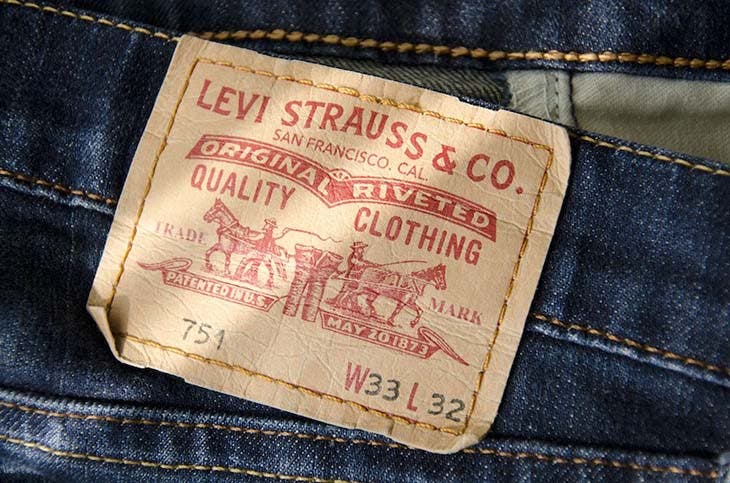 LEVI STRAUSS & CO.
SAN FRANCISCO. CAL.
ORIGINAL RIVETED
QUALITY CLOTHING
TRADE MARK
PATENTED IN U.S.
MAY 20 1873
751
W33 L 32